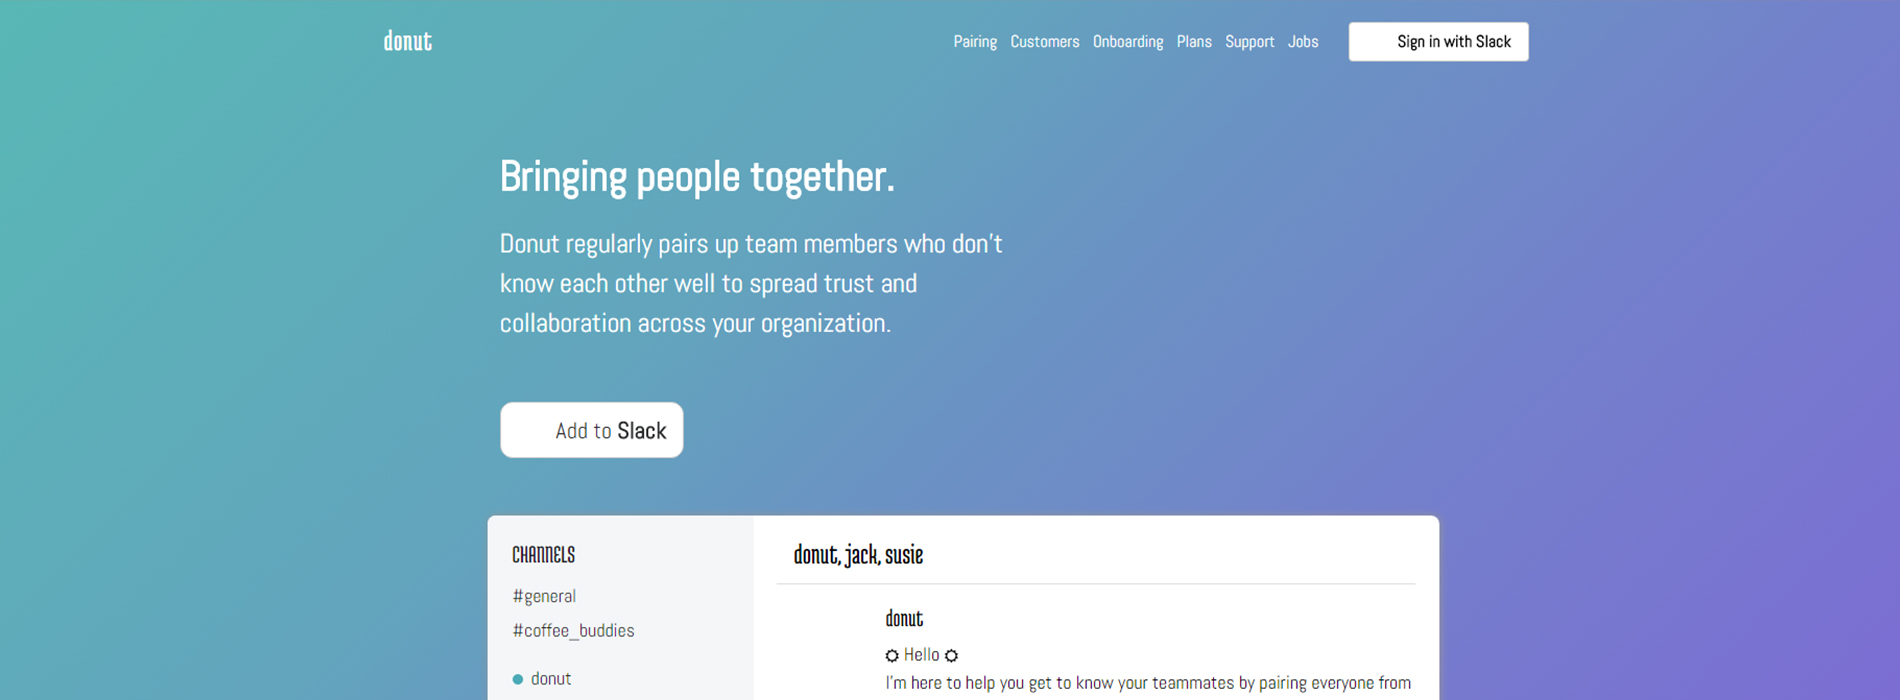 donut
Pairing Customers Onboarding Plans Support Jobs Sign in with Slack
Bringing people together.
Donut regularly pairs up team members who don't
know each other well to spread trust and
collaboration across your organization.
Add to Slack
CHANNELS
#general
#coffee_buddies
donut
donut, jack, susie
donut
Hello
I'm here to help you get to know your teammates by pairing everyone from